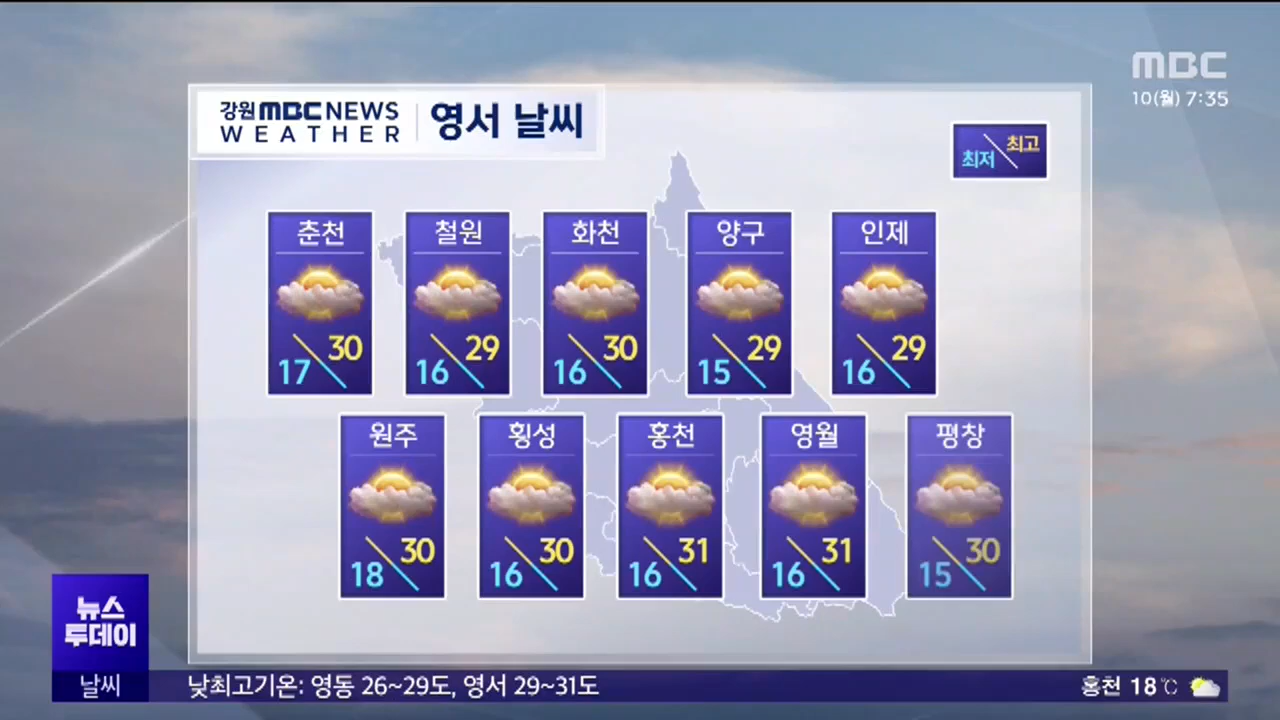 MBC
10(월) 7:35
강원MBC NEWS
WEATHER
영서 날씨
최저 최고
춘천
17 30
철원
16 29
화천
16 30
양구
15 29
인제
16 29
원주
18 30
횡성
16 30
홍천
16 31
영월
16 31
평창
15 30
뉴스
투데이
날씨
낮최고기온: 영동 26~29도, 영서 29~31도
홍천 18℃